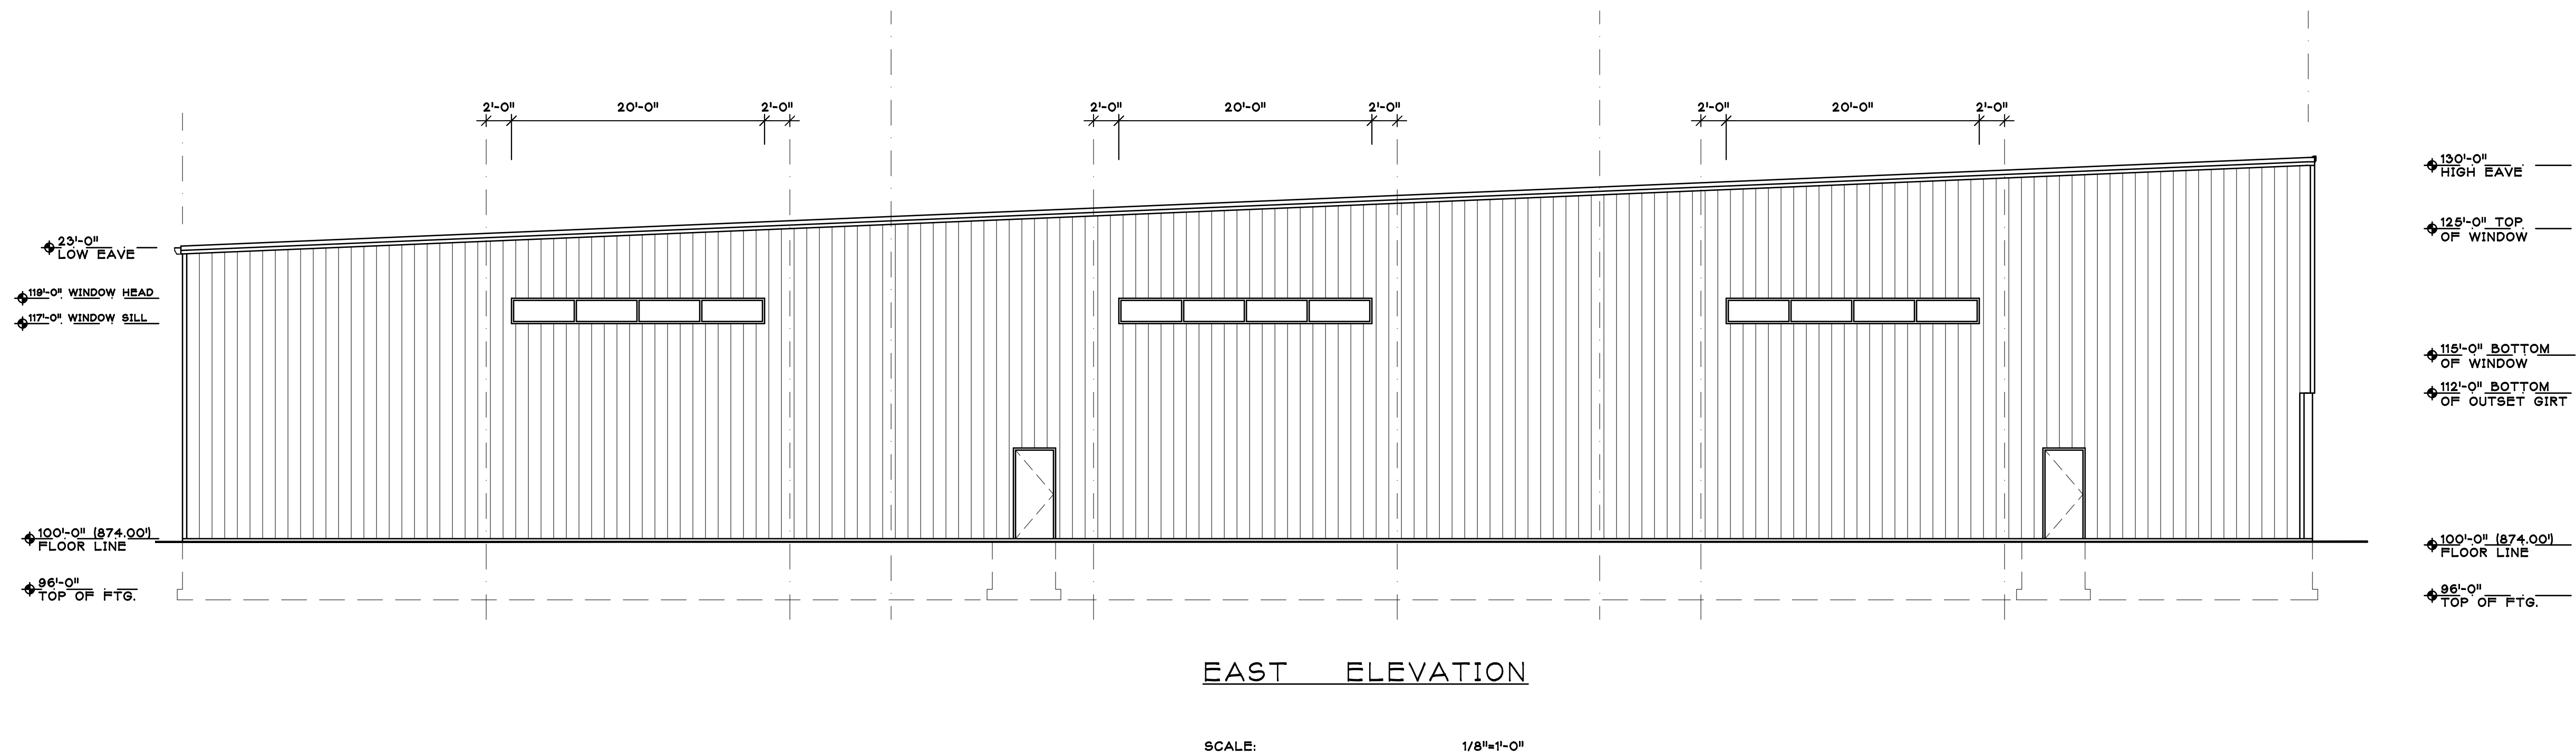 2'-0" 20'-0" 2'-0" 2'-0" 20'-0" 2'-0" 2'-0" 20'-0" 2'-0"
23'-0"
LOW EAVE
119'-0" WINDOW HEAD
117'-0" WINDOW SILL
100'-0" (874.00')
FLOOR LINE
96'-0"
TOP OF FTG.
130'-0"
HIGH EAVE
125'-0" TOP
OF WINDOW
115'-0" BOTTOM
OF WINDOW
112'-0" BOTTOM
OF OUTSET GIRT
100'-0" (874.00')
FLOOR LINE
96'-0"
TOP OF FTG.
EAST ELEVATION
SCALE: 1/8"=1'-0"